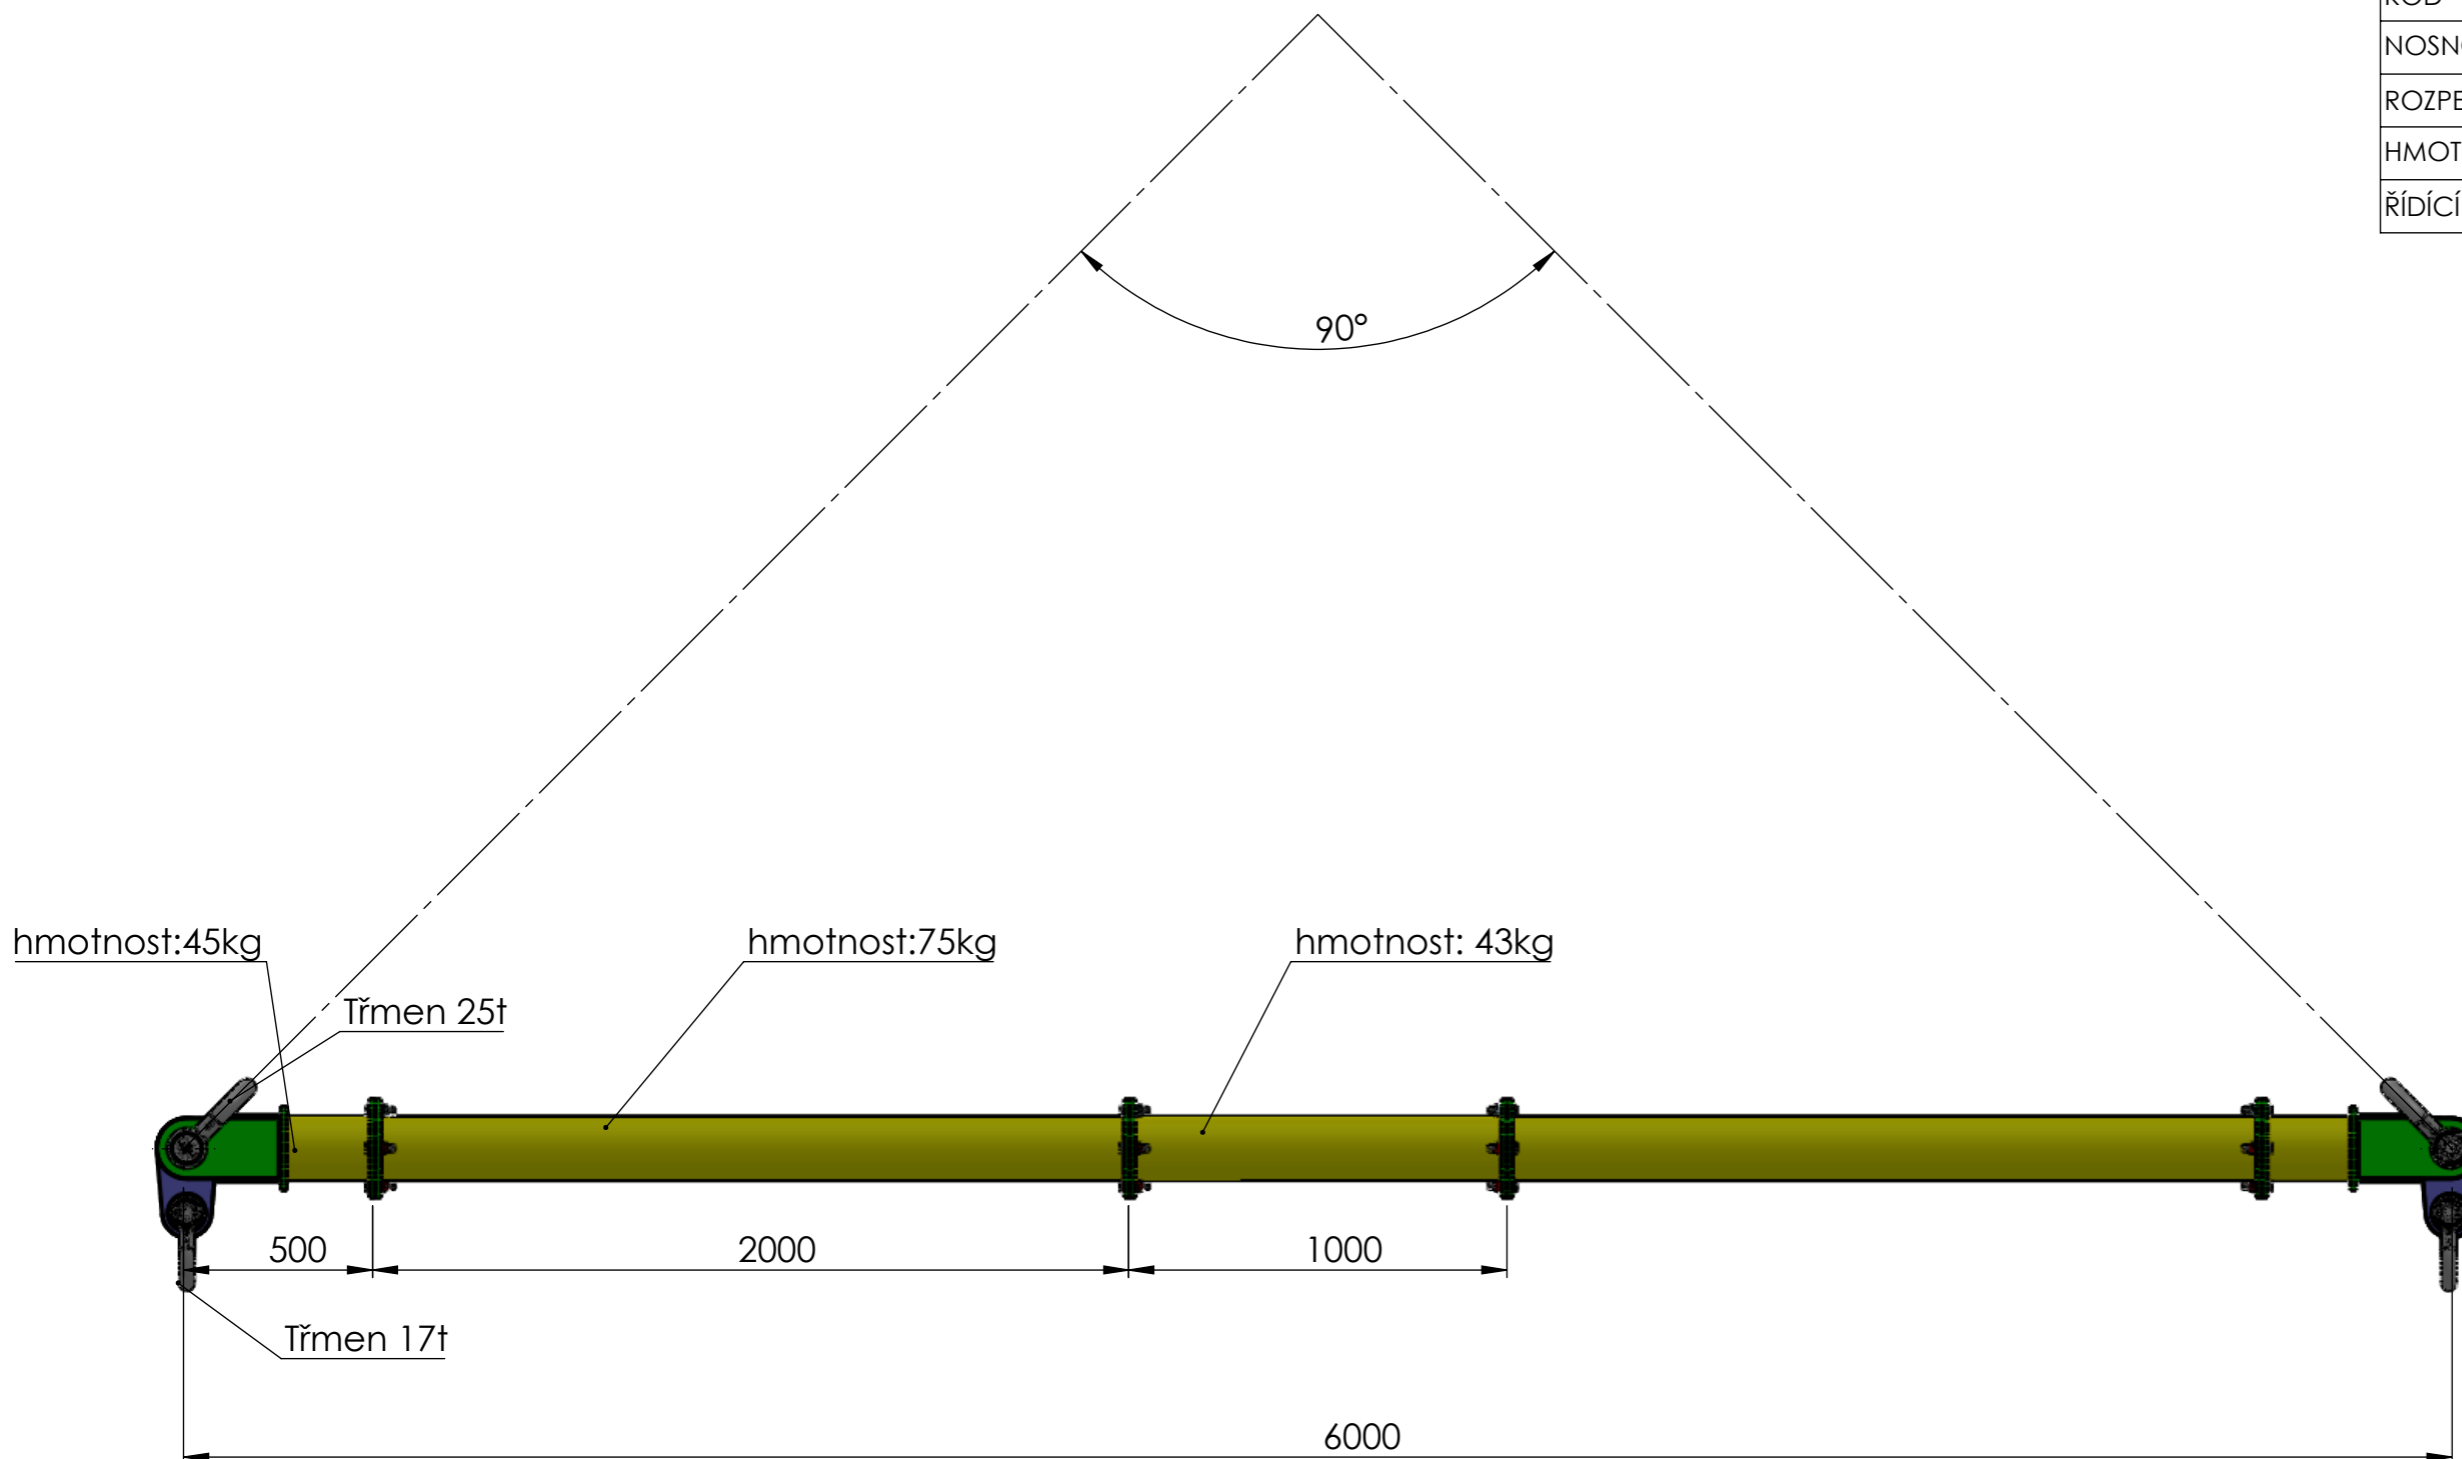 NOSN
ROZPE
HMOT
ŘÍDÍCÍ
90°
hmotnost:45kg
hmotnost:75kg
hmotnost: 43kg
Třmen 25t
500
2000
1000
Třmen 17t
6000